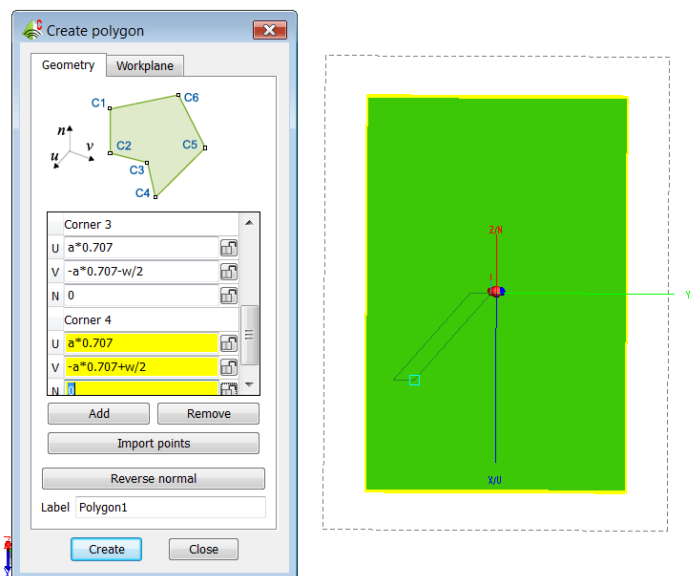 Create polygon
Geometry Workplane
C1 C6
n
v C2 C5
u C3
C4
Corner 3
U a*0.707
V -a*0.707-w/2
N 0
Corner 4
U a*0.707
V -a*0.707+w/2
N 0
Add Remove
Import points
Reverse normal
Label Polygon1
Create Close
Z/N
Y
X/U